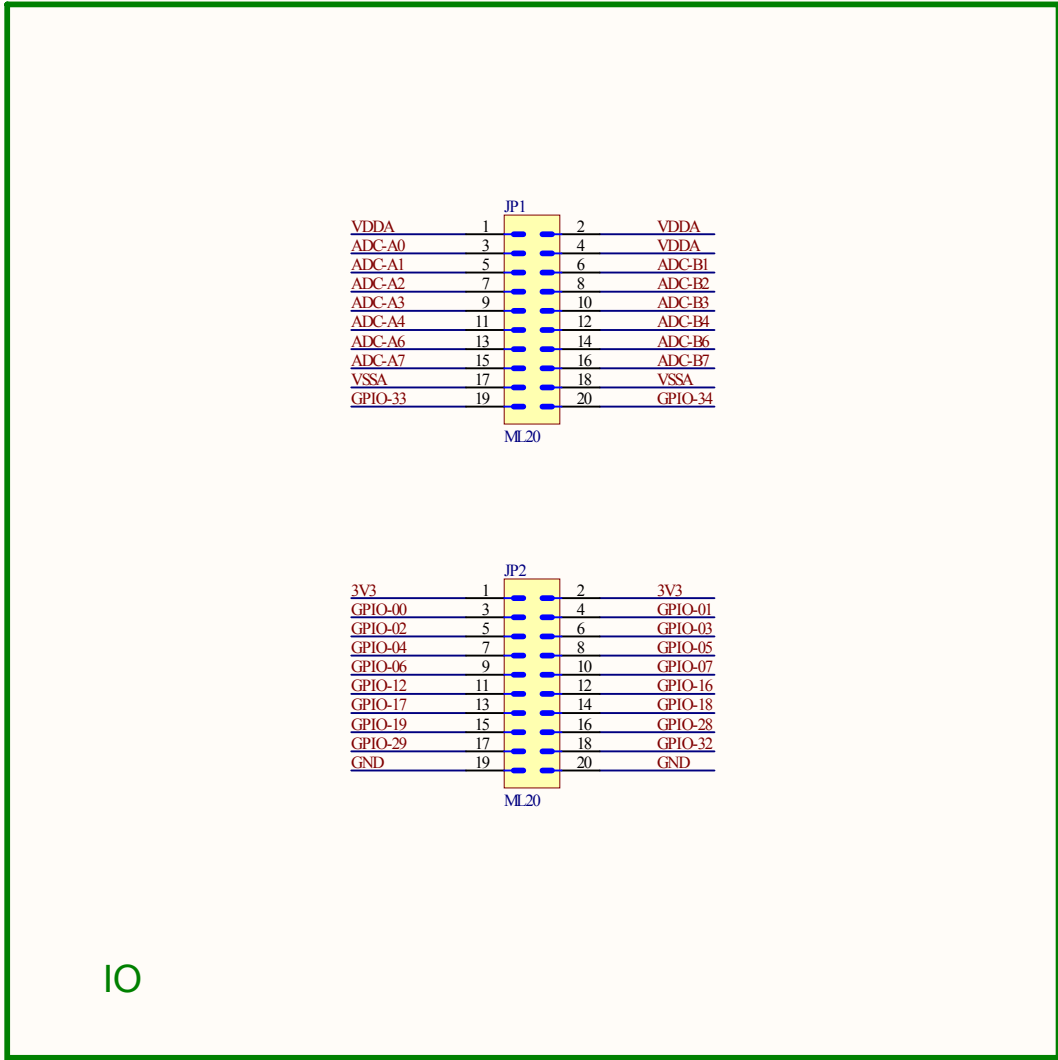 JP1
VDDA 1 2 VDDA
ADC-A0 3 4 VDDA
ADC-A1 5 6 ADC-B1
ADC-A2 7 8 ADC-B2
ADC-A3 9 10 ADC-B3
ADC-A4 11 12 ADC-B4
ADC-A6 13 14 ADC-B6
ADC-A7 15 16 ADC-B7
VSSA 17 18 VSSA
GPIO-33 19 20 GPIO-34
ML20
JP2
3V3 1 2 3V3
GPIO-00 3 4 GPIO-01
GPIO-02 5 6 GPIO-03
GPIO-04 7 8 GPIO-05
GPIO-06 9 10 GPIO-07
GPIO-12 11 12 GPIO-16
GPIO-17 13 14 GPIO-18
GPIO-19 15 16 GPIO-28
GPIO-29 17 18 GPIO-32
GND 19 20 GND
ML20
IO